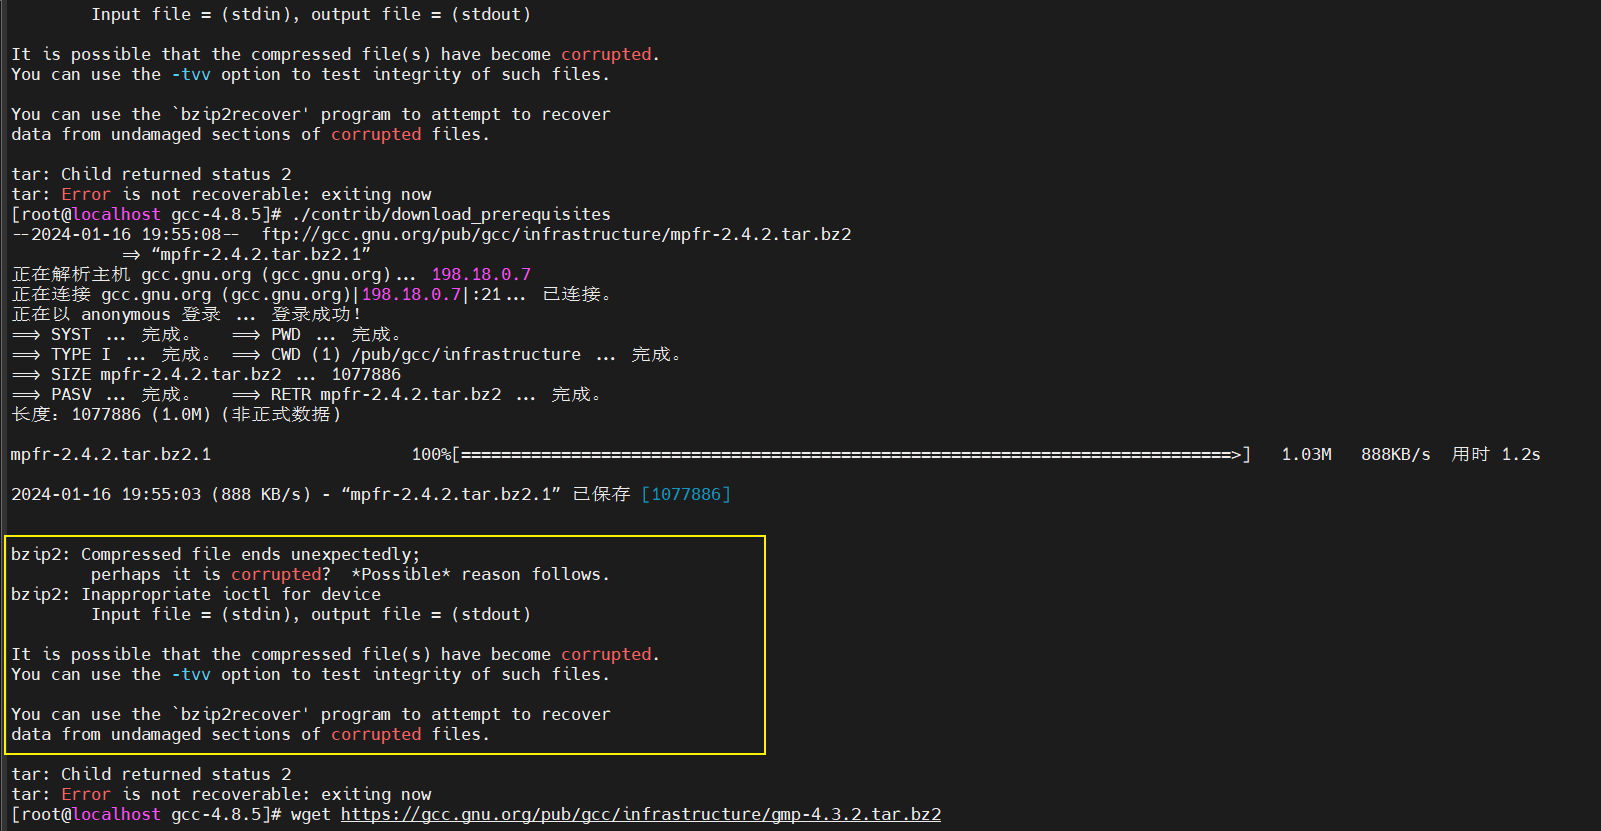 Input file = (stdin), output file = (stdout)
It is possible that the compressed file(s) have become corrupted.
You can use the -tvv option to test integrity of such files.
You can use the `bzip2recover' program to attempt to recover
data from undamaged sections of corrupted files.
tar: Child returned status 2
tar: Error is not recoverable: exiting now
[root@localhost gcc-4.8.5]# ./contrib/download_prerequisites
--2024-01-16 19:55:08--  ftp://gcc.gnu.org/pub/gcc/infrastructure/mpfr-2.4.2.tar.bz2
=> “mpfr-2.4.2.tar.bz2.1”
正在解析主机 gcc.gnu.org (gcc.gnu.org)... 198.18.0.7
正在连接 gcc.gnu.org (gcc.gnu.org)|198.18.0.7|:21... 已连接。
正在以 anonymous 登录 ... 登录成功！
==> SYST ... 完成。   ==> PWD ... 完成。
==> TYPE I ... 完成。 ==> CWD (1) /pub/gcc/infrastructure ... 完成。
==> SIZE mpfr-2.4.2.tar.bz2 ... 1077886
==> PASV ... 完成。   ==> RETR mpfr-2.4.2.tar.bz2 ... 完成。
长度：1077886 (1.0M) (非正式数据)
mpfr-2.4.2.tar.bz2.1 100%[=============================================================================>] 1.03M 888KB/s 用时 1.2s
2024-01-16 19:55:03 (888 KB/s) - “mpfr-2.4.2.tar.bz2.1” 已保存 [1077886]
bzip2: Compressed file ends unexpectedly;
perhaps it is corrupted?  *Possible* reason follows.
bzip2: Inappropriate ioctl for device
Input file = (stdin), output file = (stdout)
It is possible that the compressed file(s) have become corrupted.
You can use the -tvv option to test integrity of such files.
You can use the `bzip2recover' program to attempt to recover
data from undamaged sections of corrupted files.
tar: Child returned status 2
tar: Error is not recoverable: exiting now
[root@localhost gcc-4.8.5]# wget https://gcc.gnu.org/pub/gcc/infrastructure/gmp-4.3.2.tar.bz2